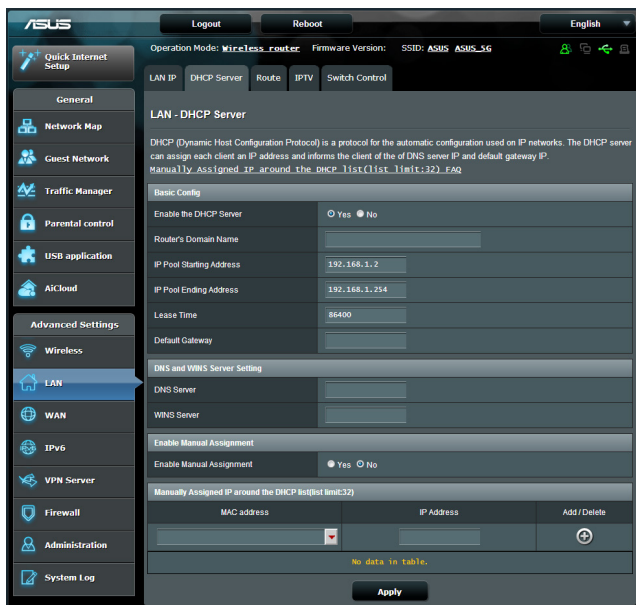 ASUS
Logout
Reboot
English
Quick Internet Setup
Operation Mode: Wireless router Firmware Version: SSID: ASUS ASUS_5G
LAN IP
DHCP Server
Route
IPTV
Switch Control
General
Network Map
Guest Network
Traffic Manager
Parental control
USB application
AiCloud
Advanced Settings
Wireless
LAN
WAN
IPv6
IPv6
VPN Server
Firewall
Administration
System Log
LAN - DHCP Server
DHCP (Dynamic Host Configuration Protocol) is a protocol for the automatic configuration used on IP networks. The DHCP server
can assign each client an IP address and informs the client of the of DNS server IP and default gateway IP.
Manually Assigned IP around the DHCP list(list limit:32) FAQ
Basic Config
Enable the DHCP Server Yes No
Router's Domain Name
IP Pool Starting Address 192.168.1.2
IP Pool Ending Address 192.168.1.254
Lease Time 86400
Default Gateway
DNS and WINS Server Setting
DNS Server
WINS Server
Enable Manual Assignment
Enable Manual Assignment Yes No
Manually Assigned IP around the DHCP list(list limit:32)
MAC address IP Address Add / Delete
No data in table.
Apply